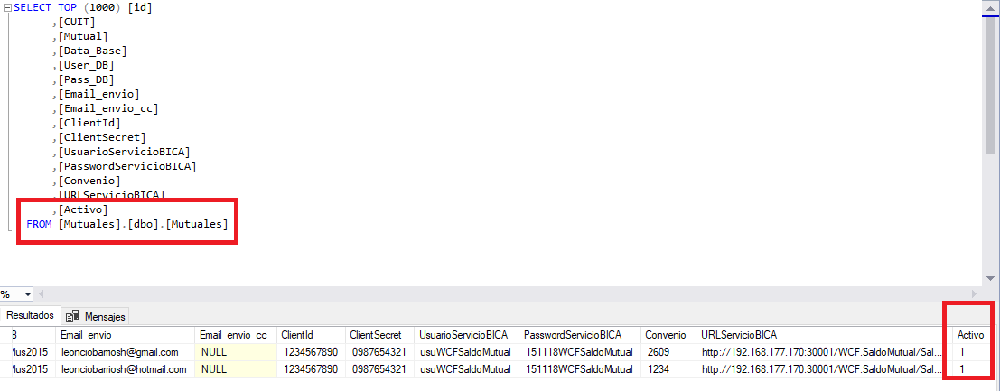 SELECT TOP (1000) [id]
,[CUIT]
,[Mutual]
,[Data_Base]
,[User_DB]
,[Pass_DB]
,[Email_envio]
,[Email_envio_cc]
,[ClientId]
,[ClientSecret]
,[UsuarioServicioBICA]
,[PasswordServicioBICA]
,[Convenio]
,[URLServicioBICA]
,[Activo]
FROM [Mutuales].[dbo].[Mutuales]
%
Resultados Mensajes
B Email_envio Email_envio_cc ClientId ClientSecret UsuarioServicioBICA PasswordServicioBICA Convenio URLServicioBICA Activo
Plus2015 leonciobarriosh@gmail.com NULL 1234567890 0987654321 usuWCFSaldoMutual 151118WCFSaldoMutual 2609 http://192.168.177.170:30001/WCF.SaldoMutual/Sal... 1
Plus2015 leonciobarriosh@hotmail.com NULL 1234567890 0987654321 usuWCFSaldoMutual 151118WCFSaldoMutual 1234 http://192.168.177.170:30001/WCF.SaldoMutual/Sal... 1